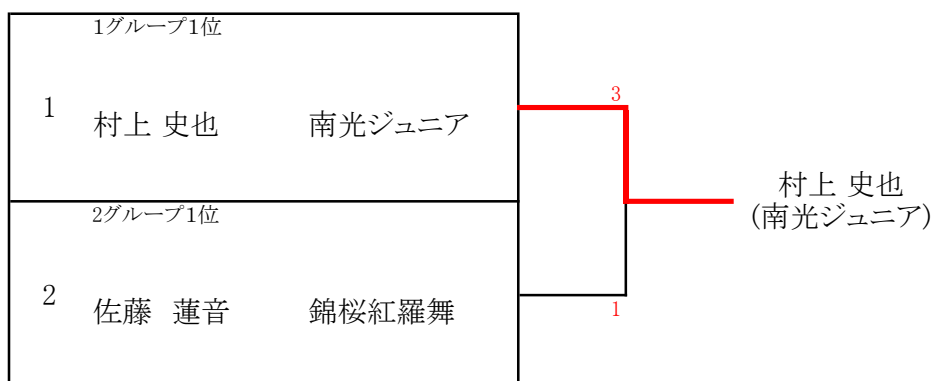 1グループ1位
1 村上 史也 南光ジュニア
3
村上 史也
(南光ジュニア)
2グループ1位
2 佐藤 蓮音 錦桜紅羅舞
1